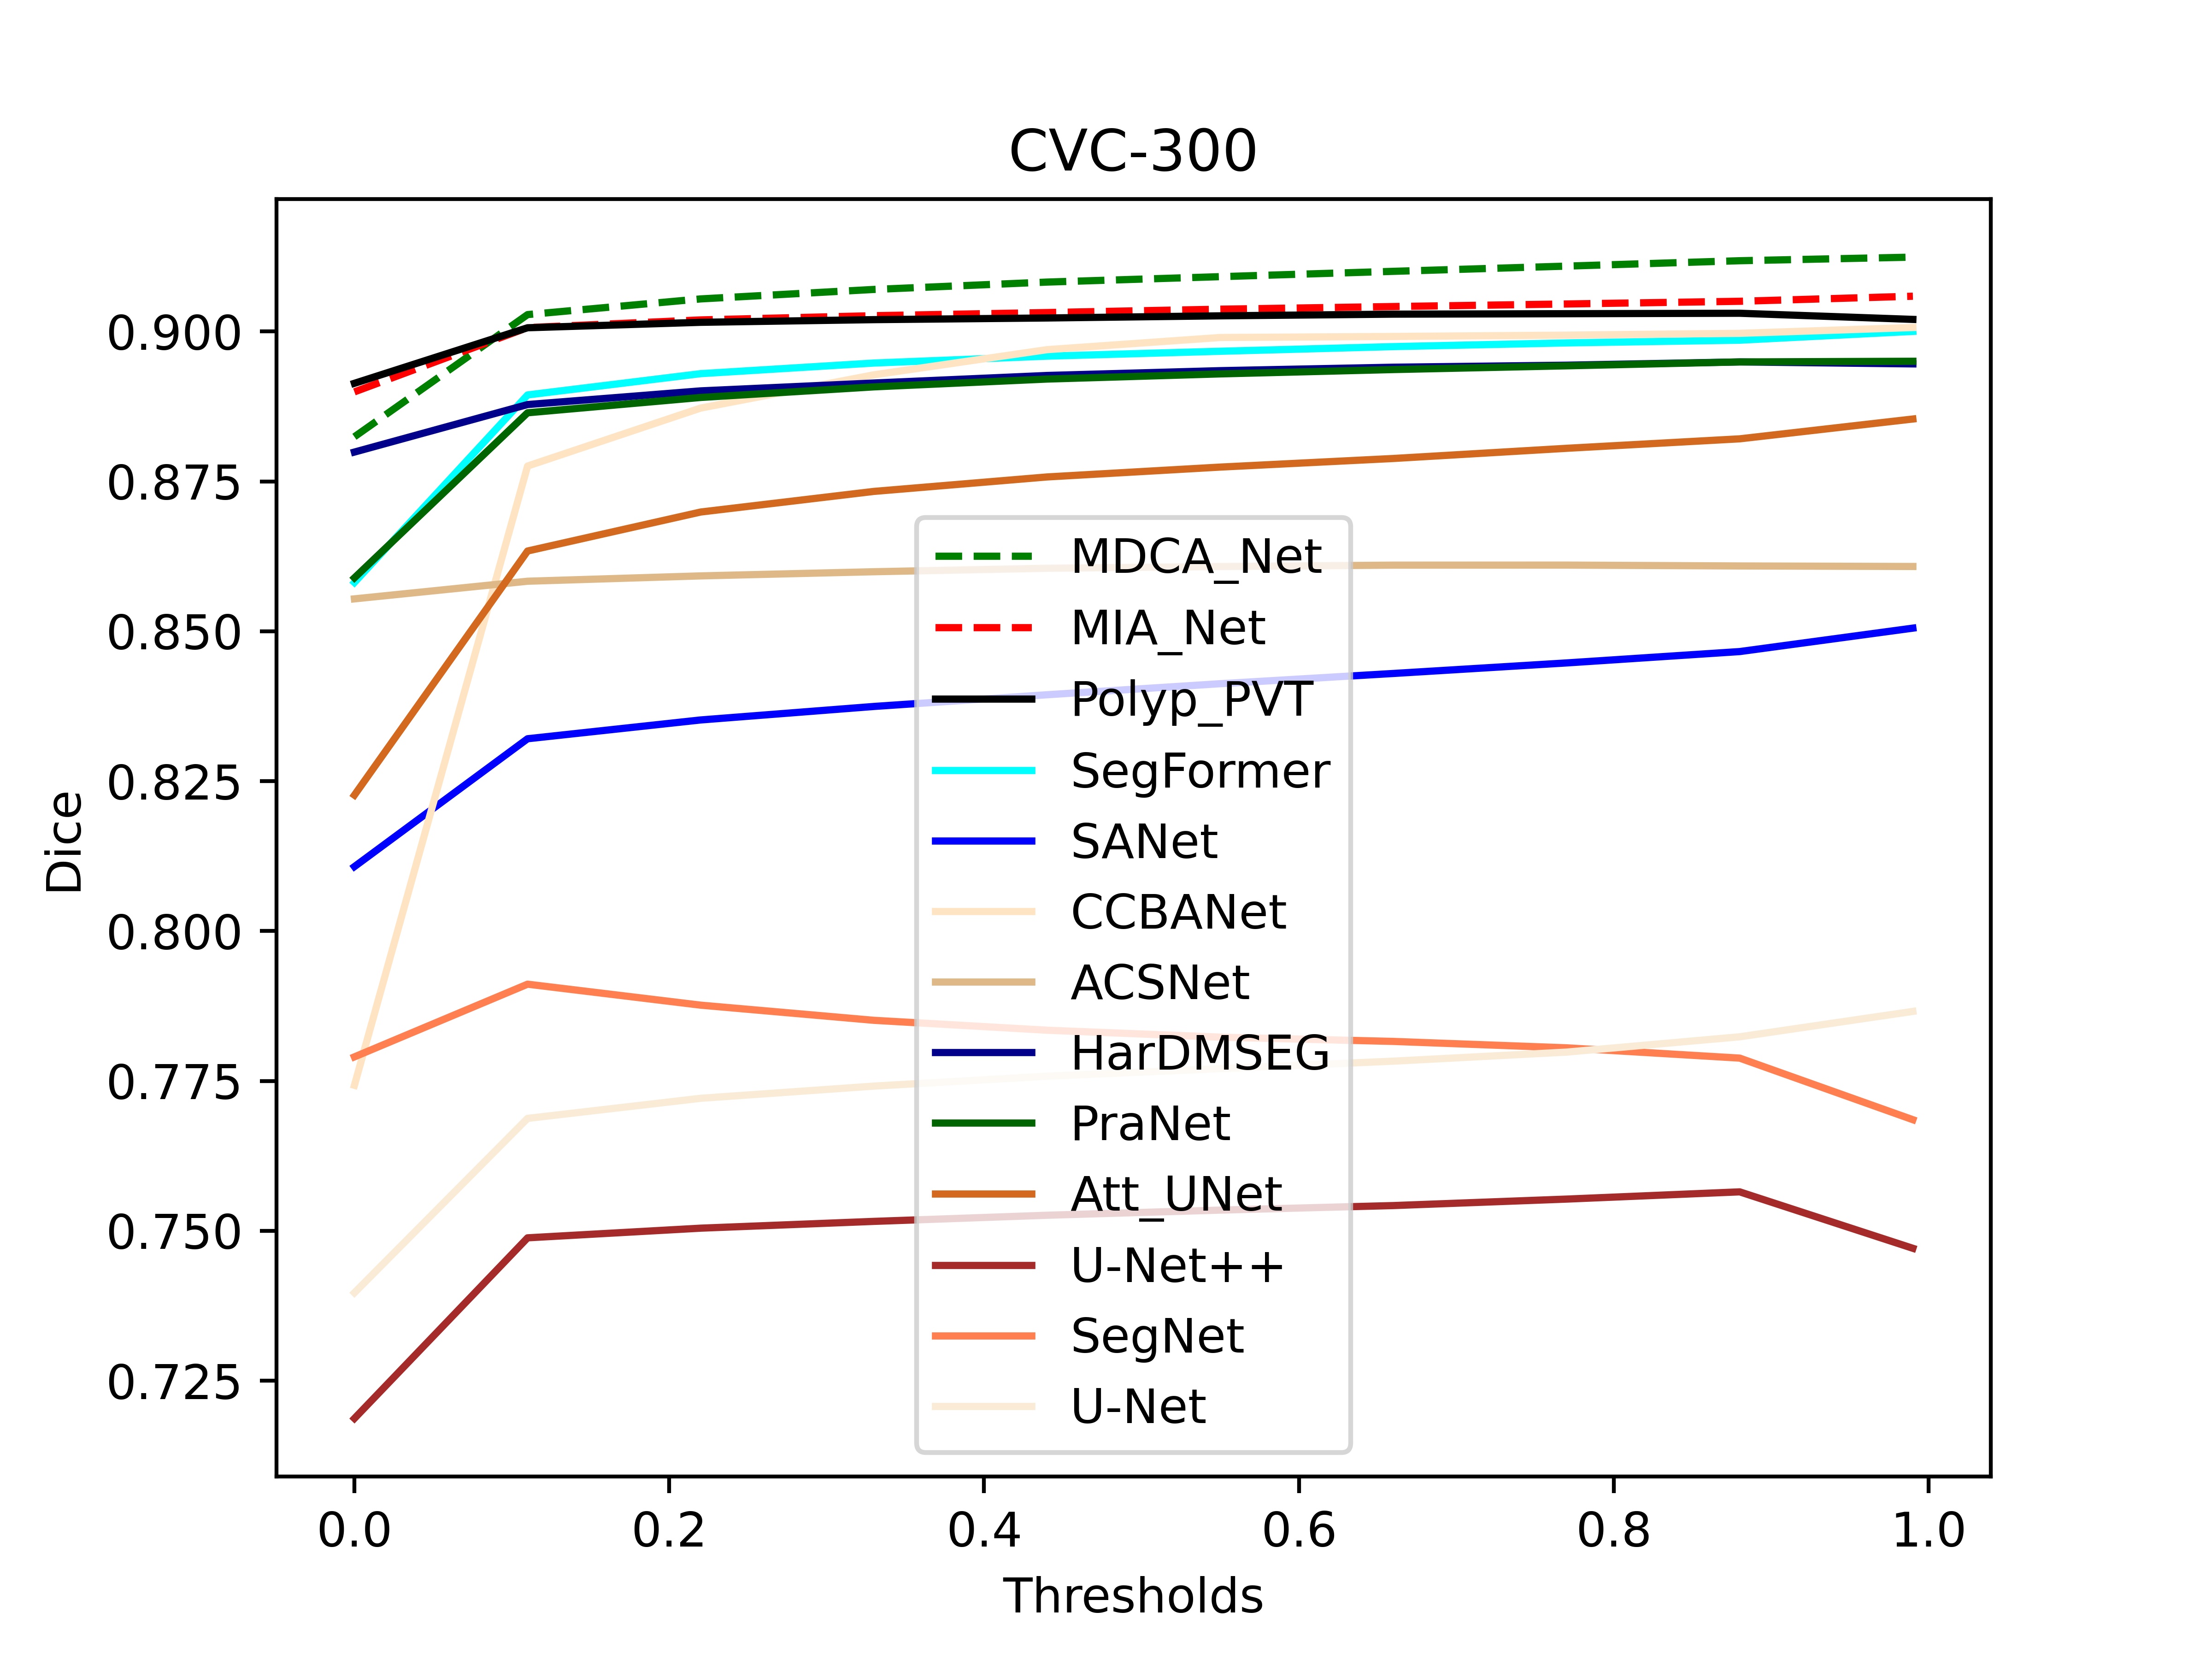 CVC-300
Dice
0.900
0.875
0.850
0.825
0.800
0.775
0.750
0.725
MDCA_Net
MIA_Net
Polyp_PVT
SegFormer
SANet
CCBANet
ACSNet
HarDMSEG
PraNet
Att_UNet
U-Net++
SegNet
U-Net
0.0 0.2 0.4 0.6 0.8 1.0
Thresholds